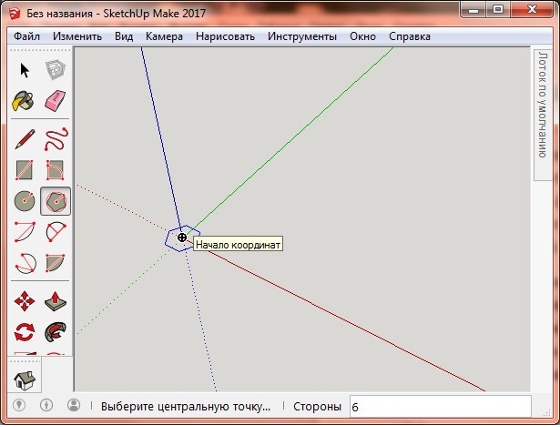 Без названия - SketchUp Make 2017
Файл Изменить Вид Камера Нарисовать Инструменты Окно Справка
Лоток по умолчанию
Начало координат
Выберите центральную точку... Стороны 6